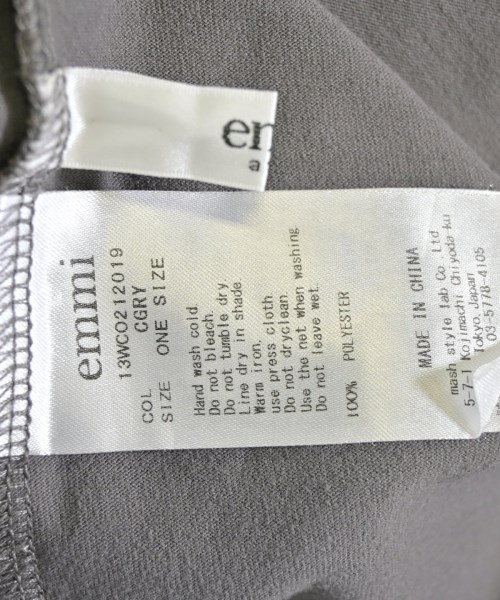 emmi
13WCO212019
COL CGRY
SIZE ONE SIZE
Hand wash cold.
Do not bleach.
Do not tumble dry.
Line dry in shade.
Warm iron.
use press cloth.
Do not dryclean.
Use the net when washing.
Do not leave wet.
100% POLYESTER
MADE IN CHINA
mash style lab Co., Ltd
5-7-1 Kojimachi Chiyoda-ku
Tokyo, Japan
03-5778-4105